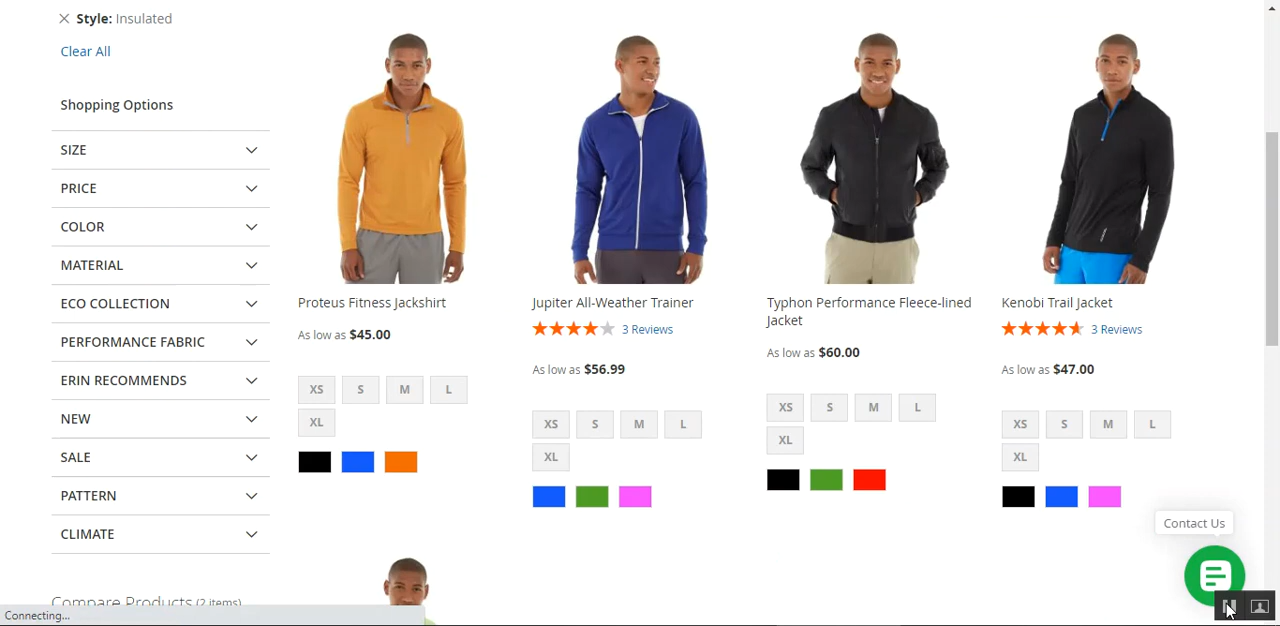 Style: Insulated
Clear All
Shopping Options
SIZE
PRICE
COLOR
MATERIAL
ECO COLLECTION
PERFORMANCE FABRIC
ERIN RECOMMENDS
NEW
SALE
PATTERN
CLIMATE
Compare Products (2 items)
Proteus Fitness Jackshirt
As low as $45.00
XS S M L
XL
Jupiter All-Weather Trainer
3 Reviews
As low as $56.99
XS S M L
XL
Typhon Performance Fleece-lined
Jacket
As low as $60.00
XS S M L
XL
Kenobi Trail Jacket
3 Reviews
As low as $47.00
XS S M L
XL
Contact Us
Connecting...